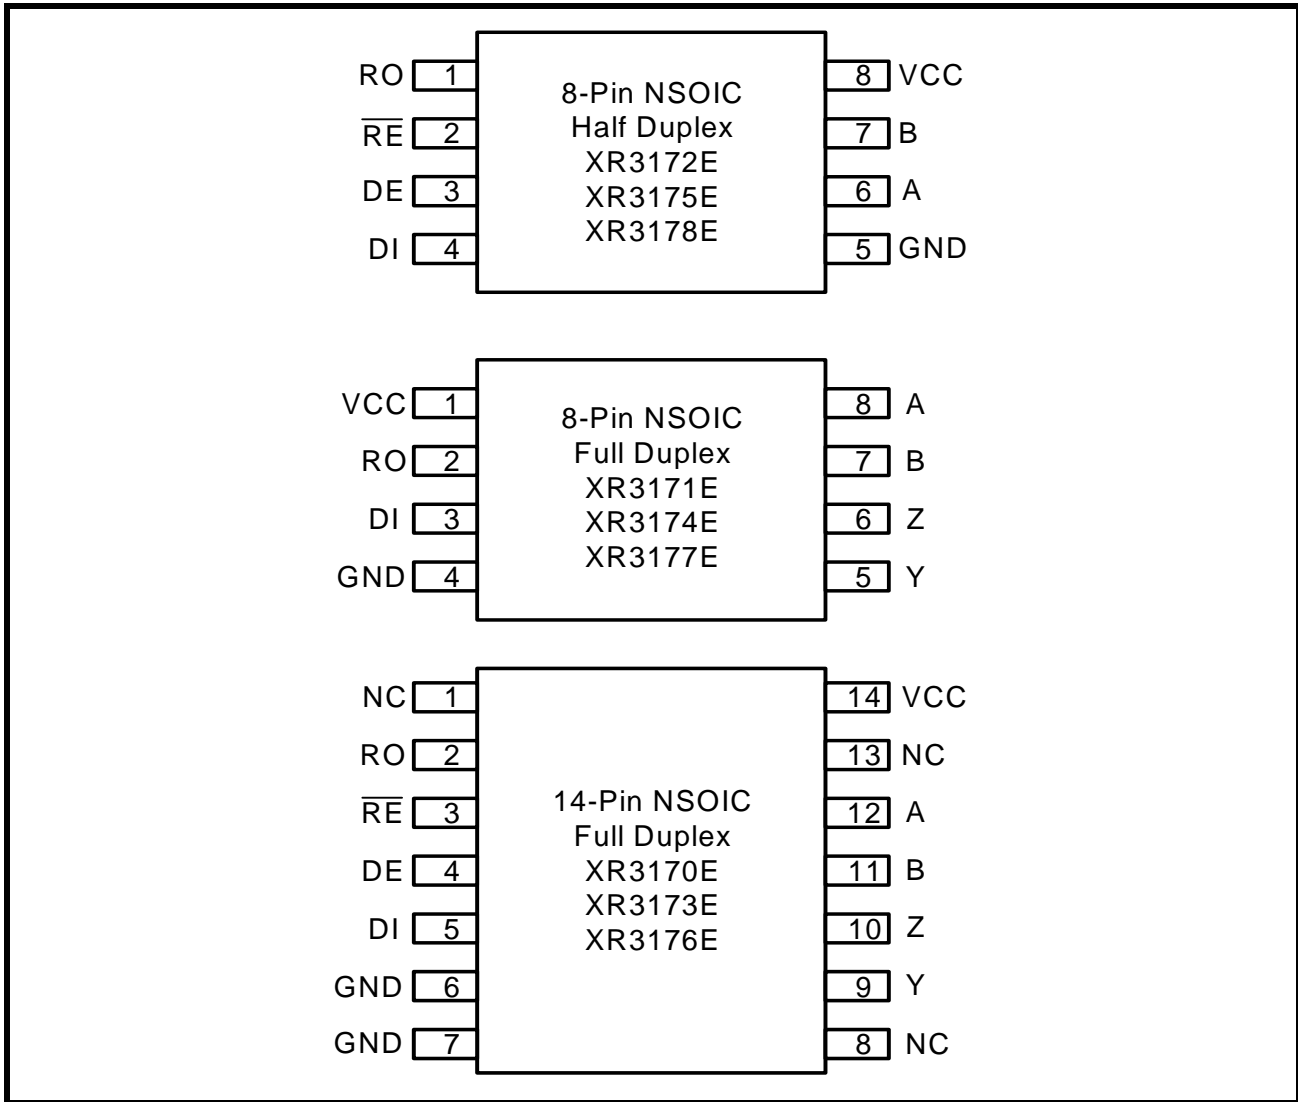 RO 1 8 VCC
8-Pin NSOIC
Half Duplex
R̅E̅ 2 7 B
XR3172E
DE 3 6 A
XR3175E
XR3178E
DI 4 5 GND
VCC 1 8 A
8-Pin NSOIC
Full Duplex
RO 2 7 B
XR3171E
DI 3 6 Z
XR3174E
XR3177E
GND 4 5 Y
NC 1 14 VCC
RO 2 13 NC
R̅E̅ 3 12 A
14-Pin NSOIC
Full Duplex
DE 4 11 B
XR3170E
XR3173E
DI 5 10 Z
XR3176E
GND 6 9 Y
GND 7 8 NC